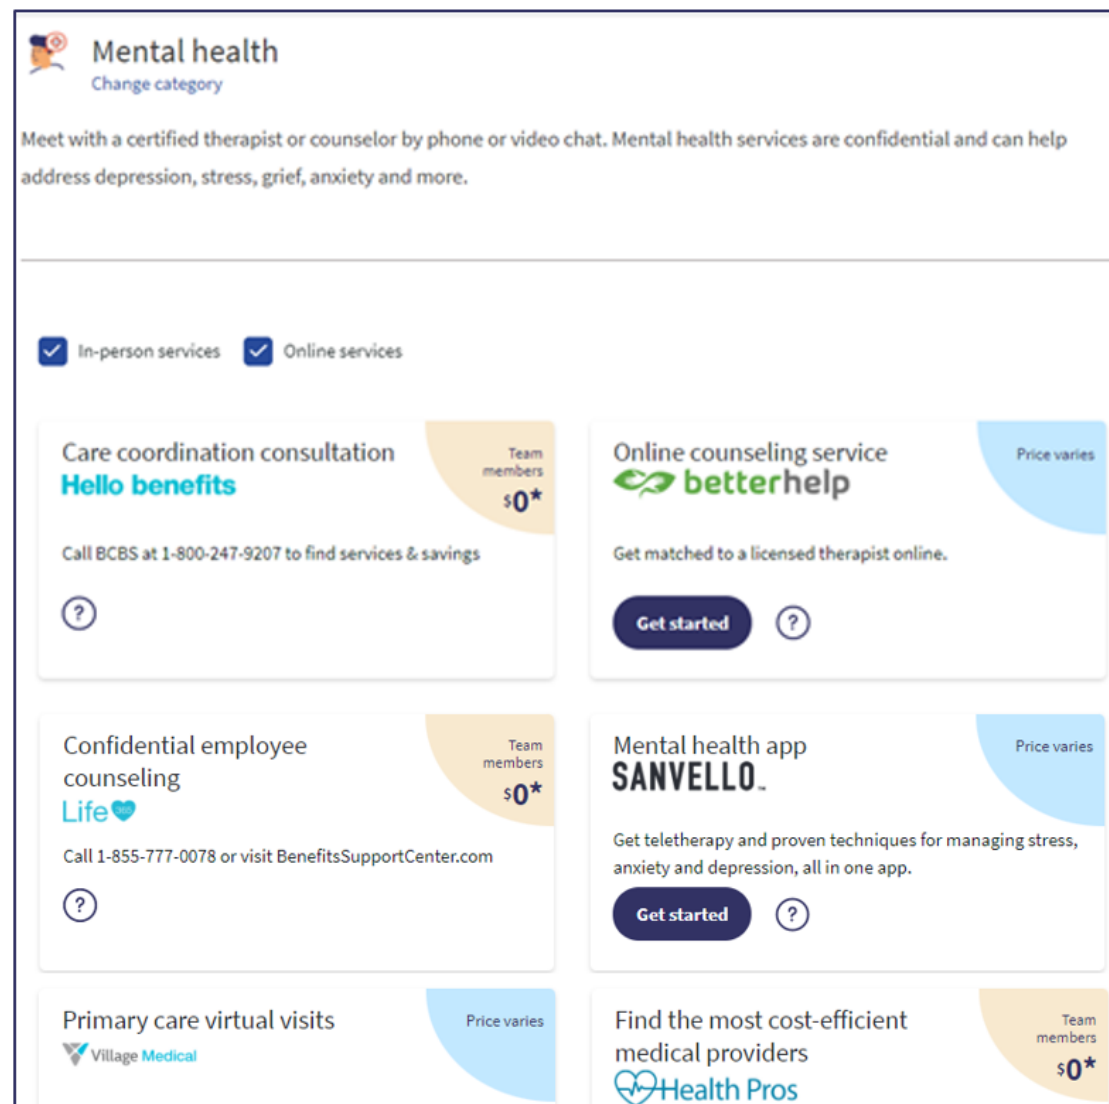 Mental health
Change category
Meet with a certified therapist or counselor by phone or video chat. Mental health services are confidential and can help
address depression, stress, grief, anxiety and more.
In-person services
Online services
Care coordination consultation
Hello benefits
Team
members
$0*
Call BCBS at 1-800-247-9207 to find services & savings
?
Online counseling service
betterhelp
Price varies
Get matched to a licensed therapist online.
Get started
?
Confidential employee
counseling
Life 365
Team
members
$0*
Call 1-855-777-0078 or visit BenefitsSupportCenter.com
?
Mental health app
SANVELLO™
Price varies
Get teletherapy and proven techniques for managing stress,
anxiety and depression, all in one app.
Get started
?
Primary care virtual visits
Village Medical
Price varies
Find the most cost-efficient
medical providers
Health Pros
Team
members
$0*